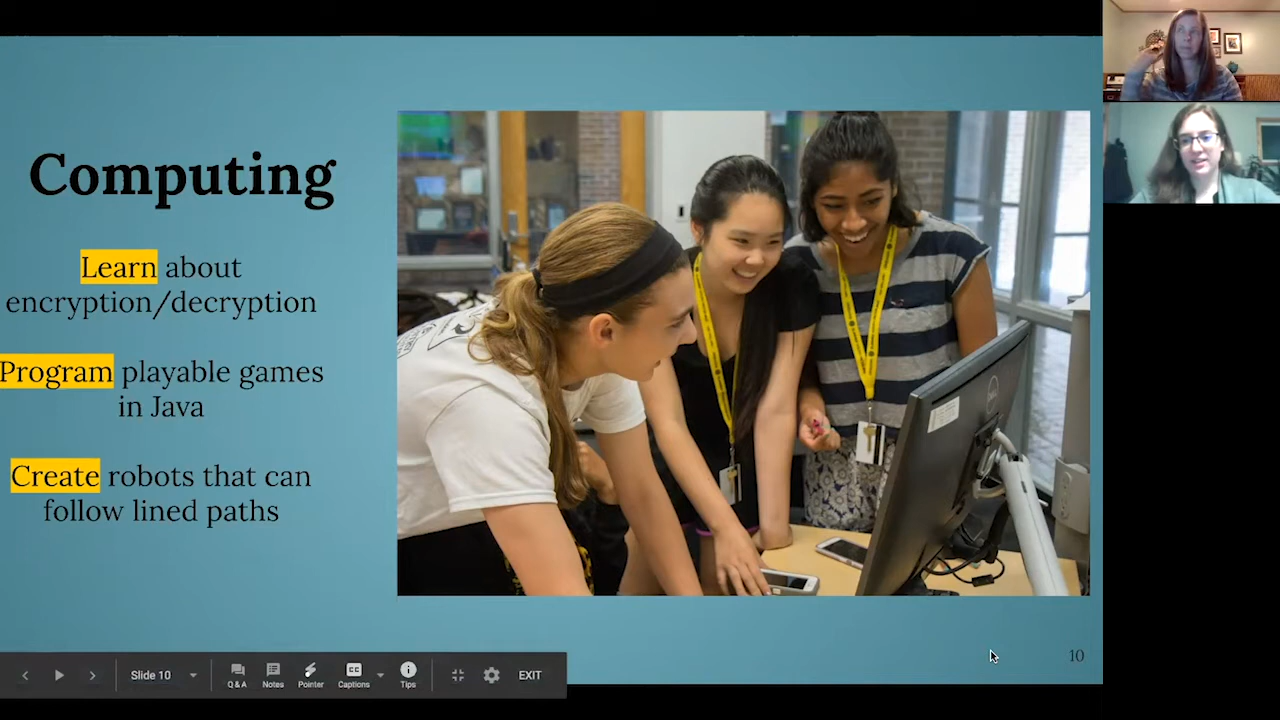 Computing
Learn about
encryption/decryption
Program playable games
in Java
Create robots that can
follow lined paths
10
Slide 10
Q & A
Notes
Pointer
CC
Captions
Tips
EXIT